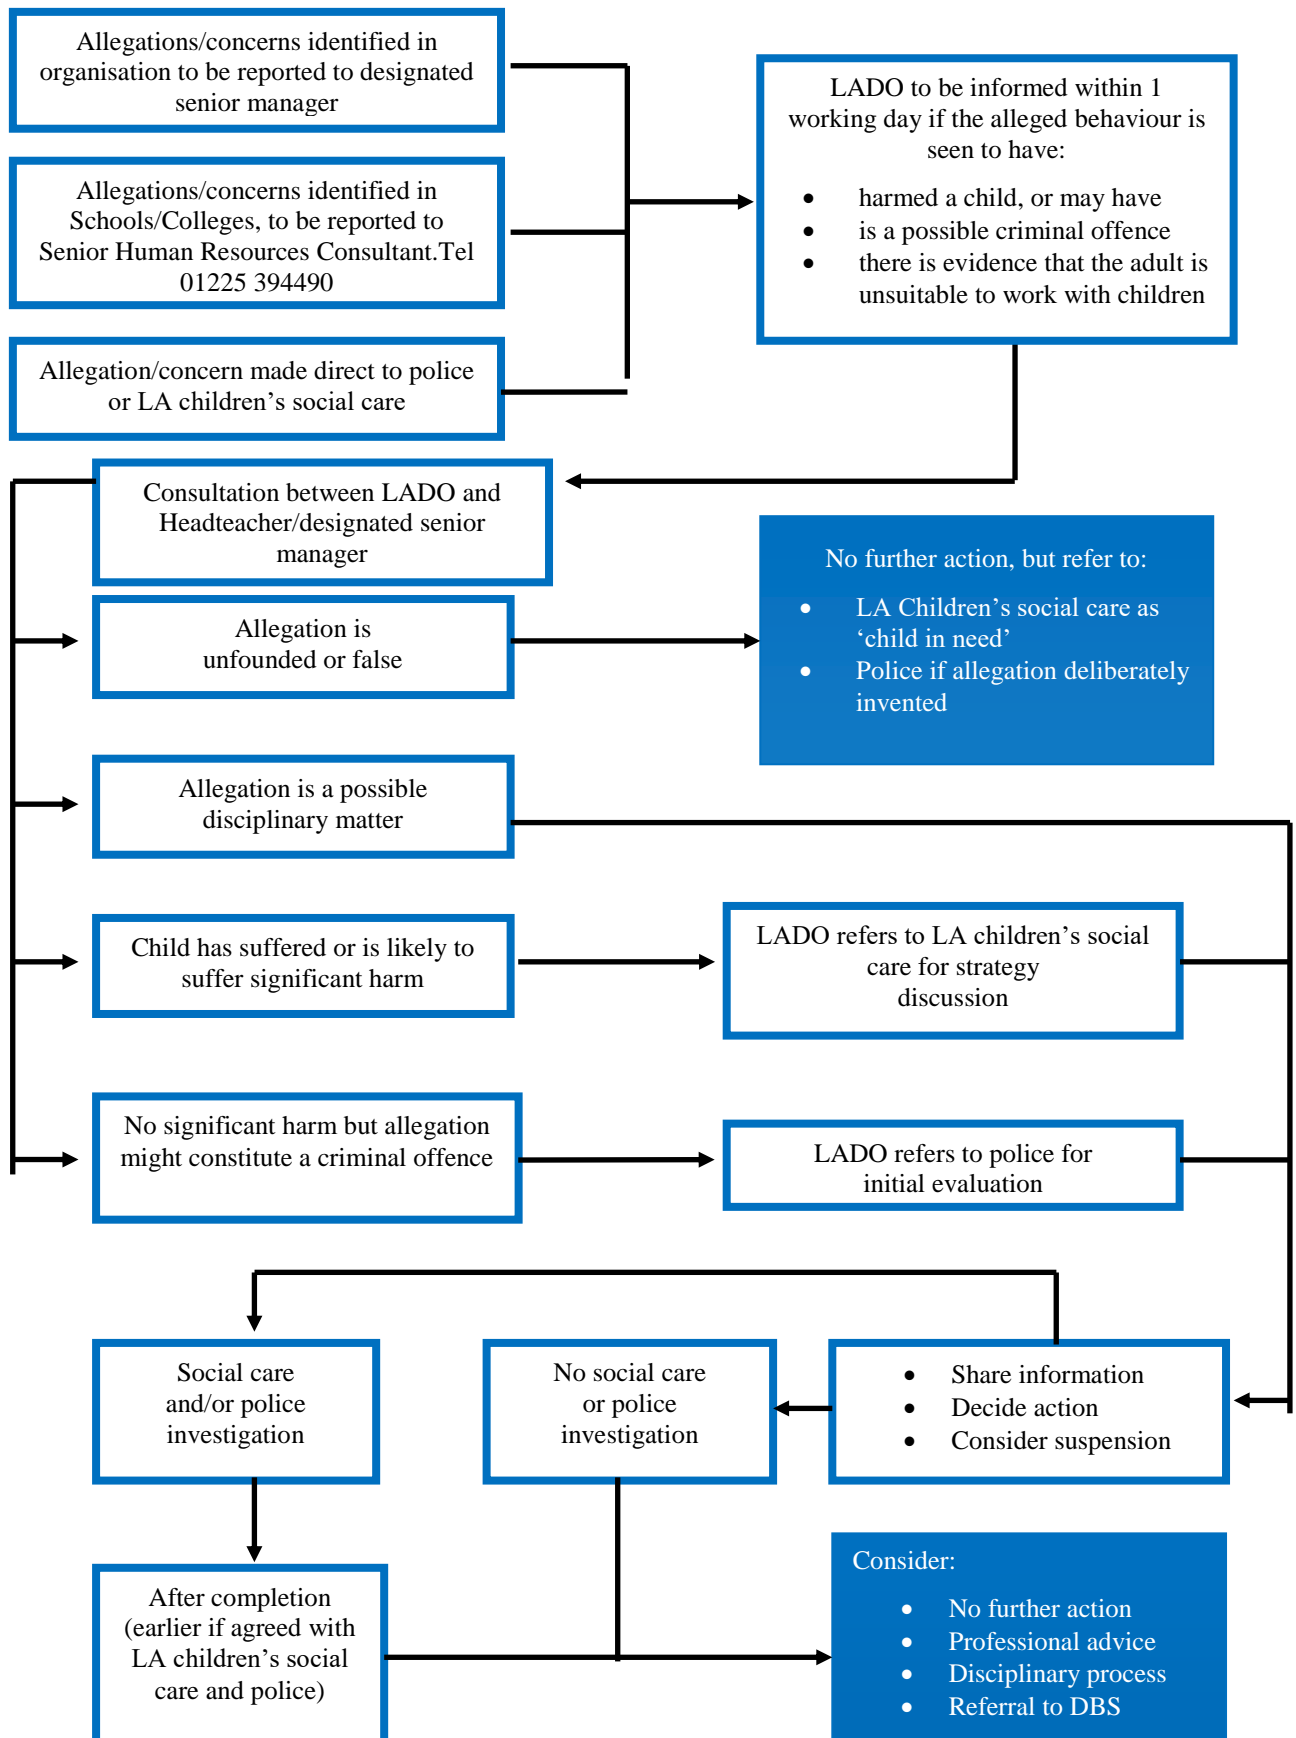 Allegations/concerns identified in
organisation to be reported to designated
senior manager
LADO to be informed within 1
working day if the alleged behaviour is
seen to have:
• harmed a child, or may have
• is a possible criminal offence
• there is evidence that the adult is
unsuitable to work with children
Allegations/concerns identified in
Schools/Colleges, to be reported to
Senior Human Resources Consultant.Tel
01225 394490
Allegation/concern made direct to police
or LA children’s social care
Consultation between LADO and
Headteacher/designated senior
manager
No further action, but refer to:
• LA Children’s social care as
‘child in need’
• Police if allegation deliberately
invented
Allegation is
unfounded or false
Allegation is a possible
disciplinary matter
Child has suffered or is likely to
suffer significant harm
LADO refers to LA children’s social
care for strategy
discussion
No significant harm but allegation
might constitute a criminal offence
LADO refers to police for
initial evaluation
Social care
and/or police
investigation
No social care
or police
investigation
• Share information
• Decide action
• Consider suspension
After completion
(earlier if agreed with
LA children’s social
care and police)
Consider:
• No further action
• Professional advice
• Disciplinary process
• Referral to DBS